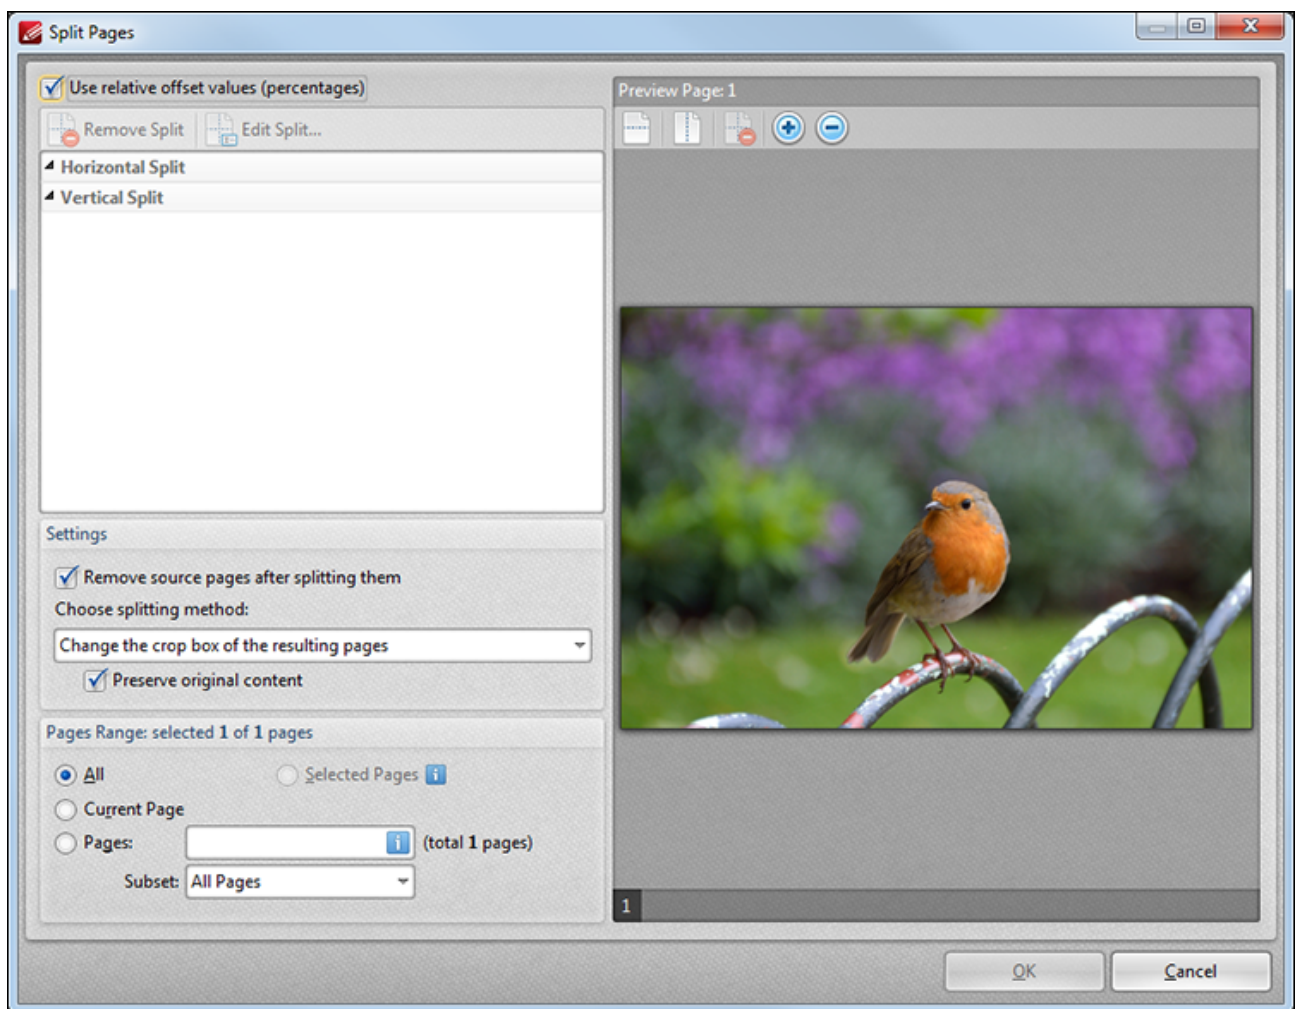 Split Pages
Use relative offset values (percentages)
Remove Split Edit Split...
Horizontal Split
Vertical Split
Settings
Remove source pages after splitting them
Choose splitting method:
Change the crop box of the resulting pages
Preserve original content
Pages Range: selected 1 of 1 pages
All Selected Pages
Current Page
Pages: (total 1 pages)
Subset: All Pages
Preview Page: 1
1
OK Cancel